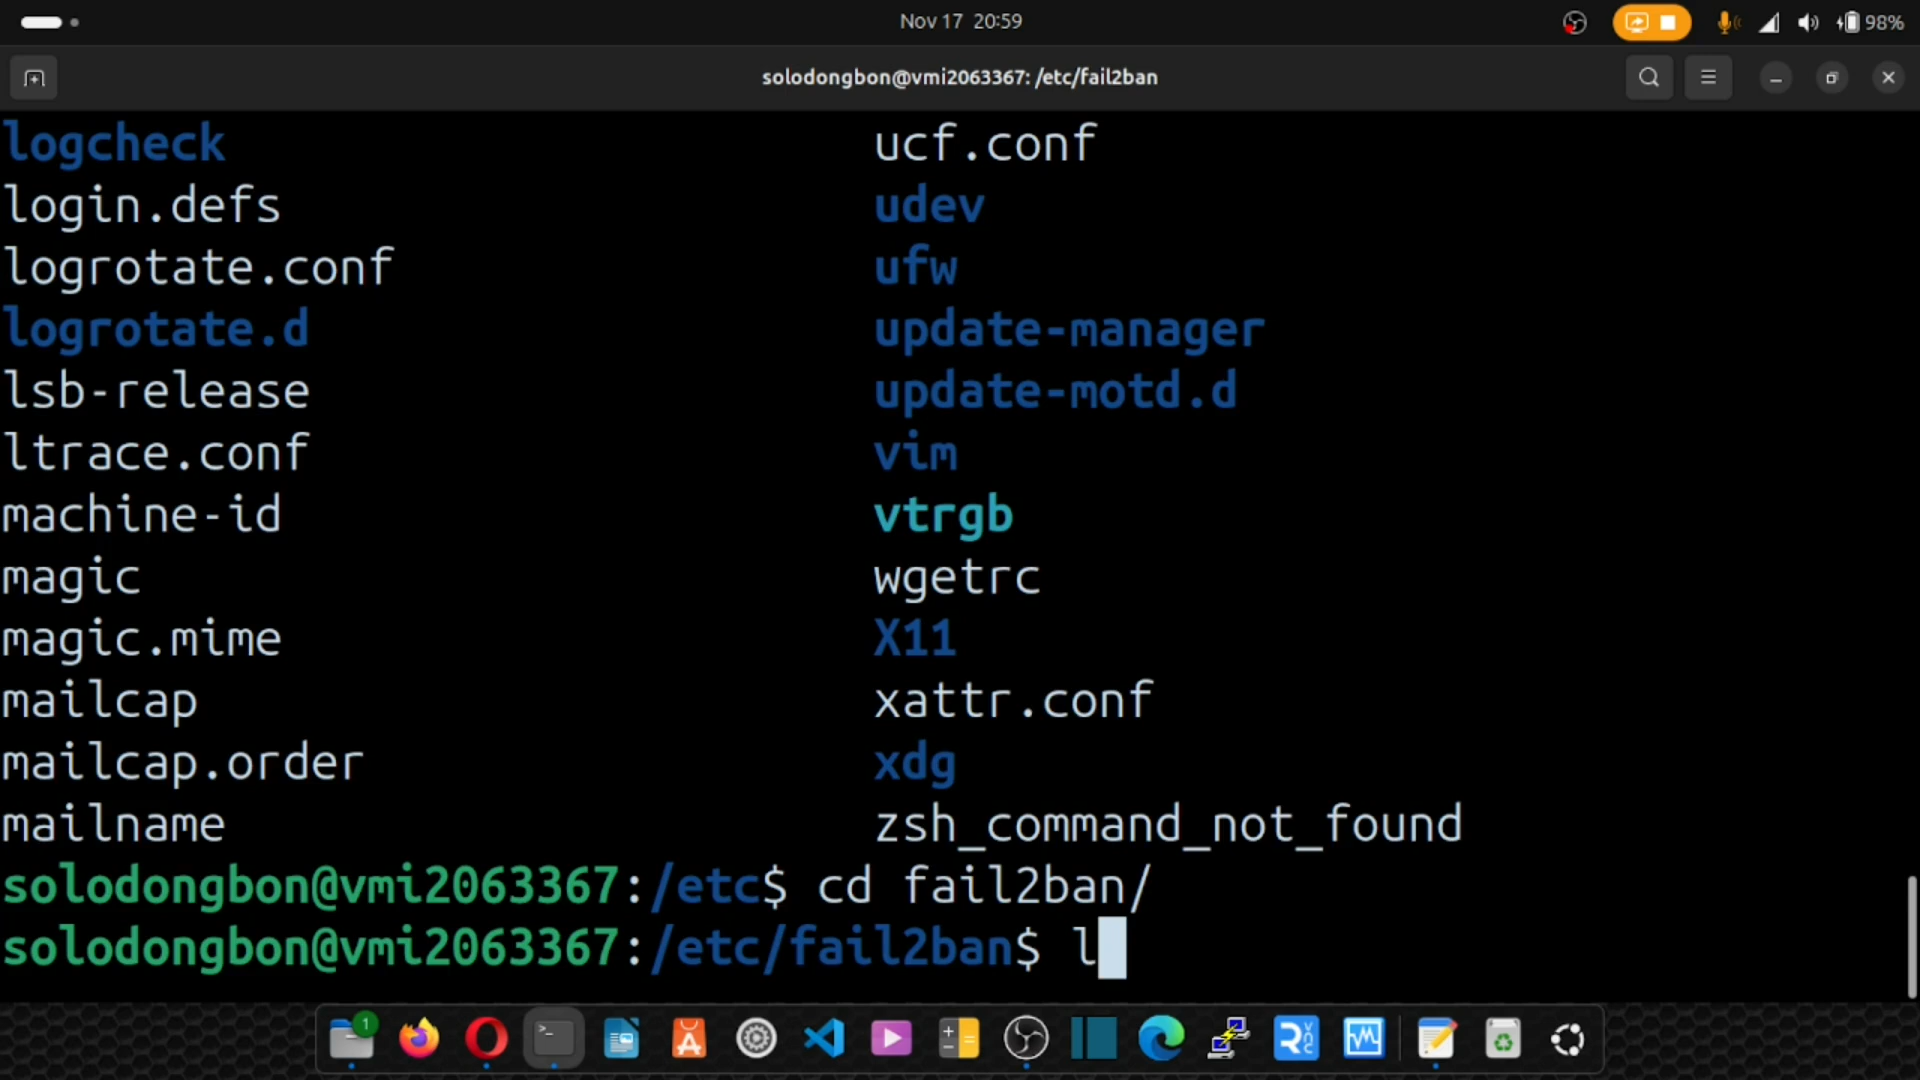 Nov 17 20:59
98%
solodongbon@vmi2063367: /etc/fail2ban
logcheck ucf.conf
login.defs udev
logrotate.conf ufw
logrotate.d update-manager
lsb-release update-motd.d
ltrace.conf vim
machine-id vtrgb
magic wgetrc
magic.mime X11
mailcap xattr.conf
mailcap.order xdg
mailname zsh_command_not_found
solodongbon@vmi2063367:/etc$ cd fail2ban/
solodongbon@vmi2063367:/etc/fail2ban$ l
1